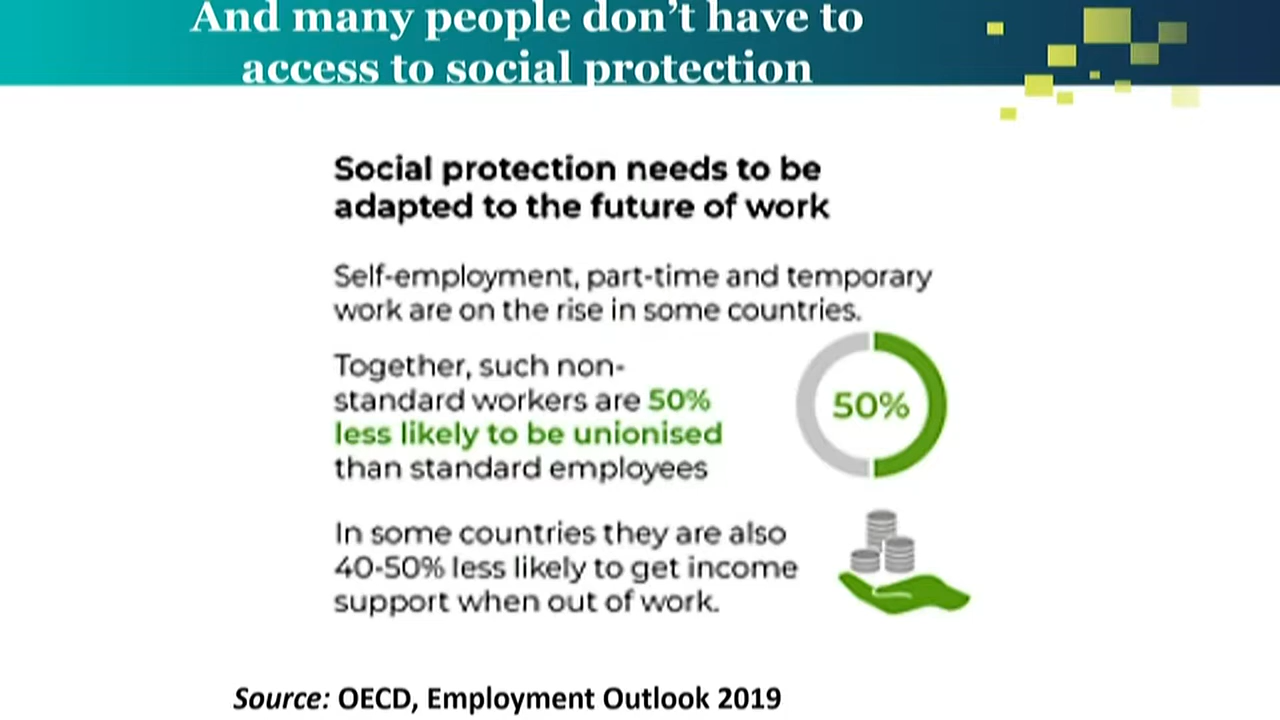 And many people don't have to
access to social protection
Social protection needs to be
adapted to the future of work
Self-employment, part-time and temporary
work are on the rise in some countries.
Together, such non-
standard workers are 50%
less likely to be unionised
than standard employees
50%
In some countries they are also
40-50% less likely to get income
support when out of work.
Source: OECD, Employment Outlook 2019